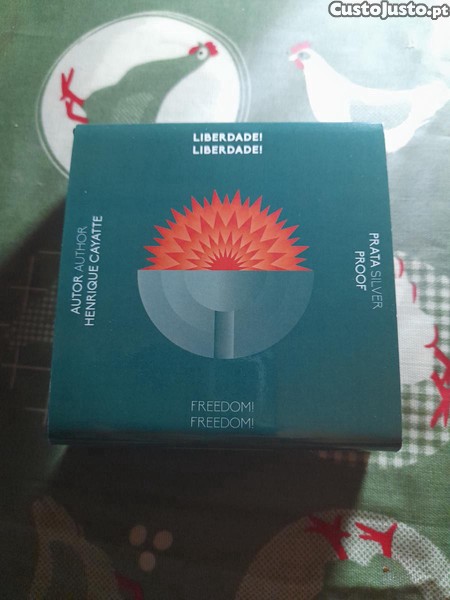 CustoJusto.pt
LIBERDADE!
LIBERDADE!
AUTOR AUTHOR
HENRIQUE CAYATTE
PRATA SILVER
PROOF
FREEDOM!
FREEDOM!